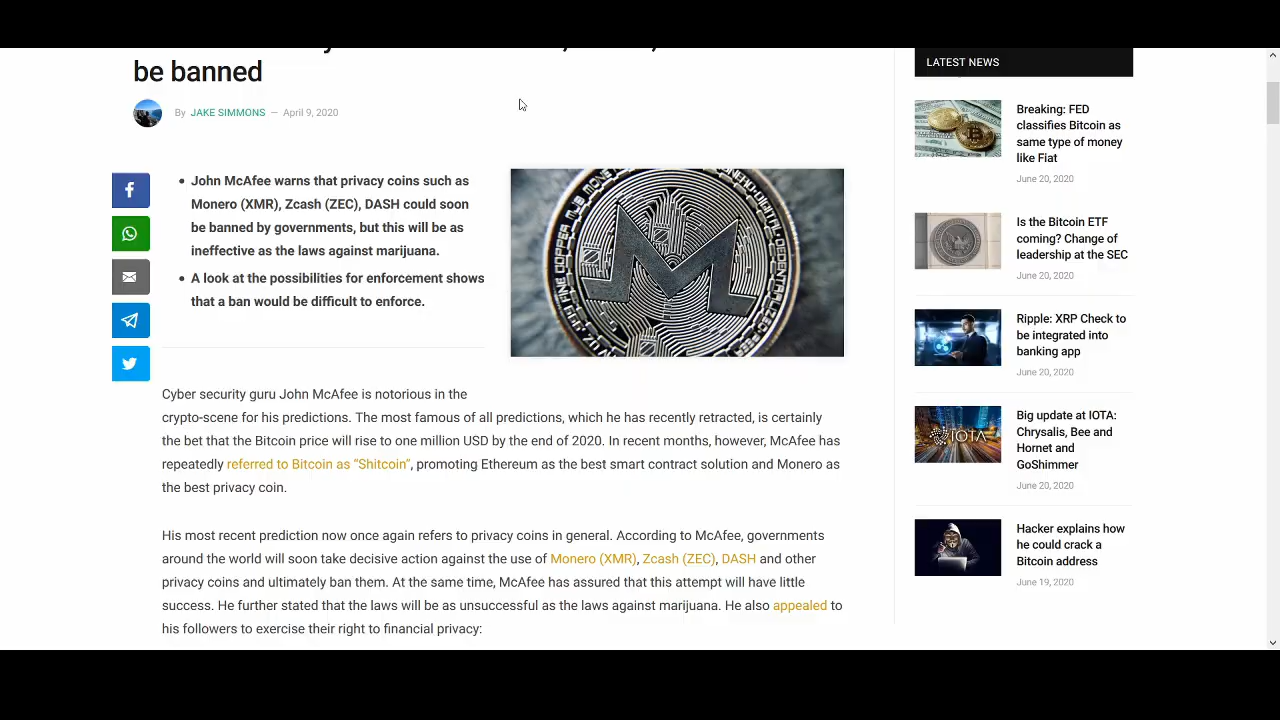 be banned
By JAKE SIMMONS — April 9, 2020
John McAfee warns that privacy coins such as
Monero (XMR), Zcash (ZEC), DASH could soon
be banned by governments, but this will be as
ineffective as the laws against marijuana.
A look at the possibilities for enforcement shows
that a ban would be difficult to enforce.
Cyber security guru John McAfee is notorious in the
crypto-scene for his predictions. The most famous of all predictions, which he has recently retracted, is certainly
the bet that the Bitcoin price will rise to one million USD by the end of 2020. In recent months, however, McAfee has
repeatedly referred to Bitcoin as “Shitcoin”, promoting Ethereum as the best smart contract solution and Monero as
the best privacy coin.
His most recent prediction now once again refers to privacy coins in general. According to McAfee, governments
around the world will soon take decisive action against the use of Monero (XMR), Zcash (ZEC), DASH and other
privacy coins and ultimately ban them. At the same time, McAfee has assured that this attempt will have little
success. He further stated that the laws will be as unsuccessful as the laws against marijuana. He also appealed to
his followers to exercise their right to financial privacy:
LATEST NEWS
Breaking: FED
classifies Bitcoin as
same type of money
like Fiat
June 20, 2020
Is the Bitcoin ETF
coming? Change of
leadership at the SEC
June 20, 2020
Ripple: XRP Check to
be integrated into
banking app
June 20, 2020
IOTA
Big update at IOTA:
Chrysalis, Bee and
Hornet and
GoShimmer
June 20, 2020
Hacker explains how
he could crack a
Bitcoin address
June 19, 2020